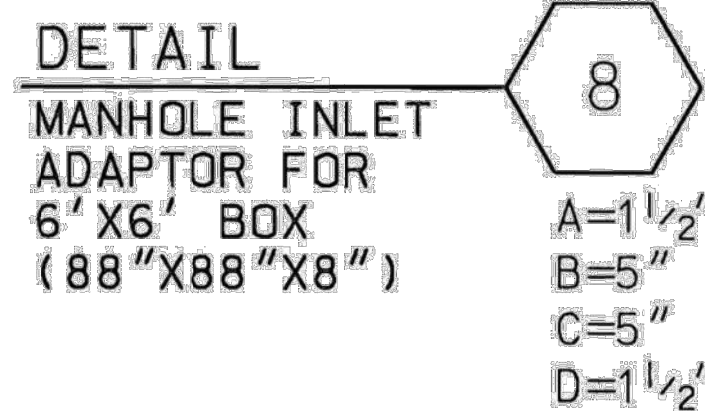 DETAIL
8
MANHOLE INLET
ADAPTOR FOR
6'X6' BOX
(88"X88"X8")
A=1 1/2'
B=5"
C=5"
D=1 1/2'